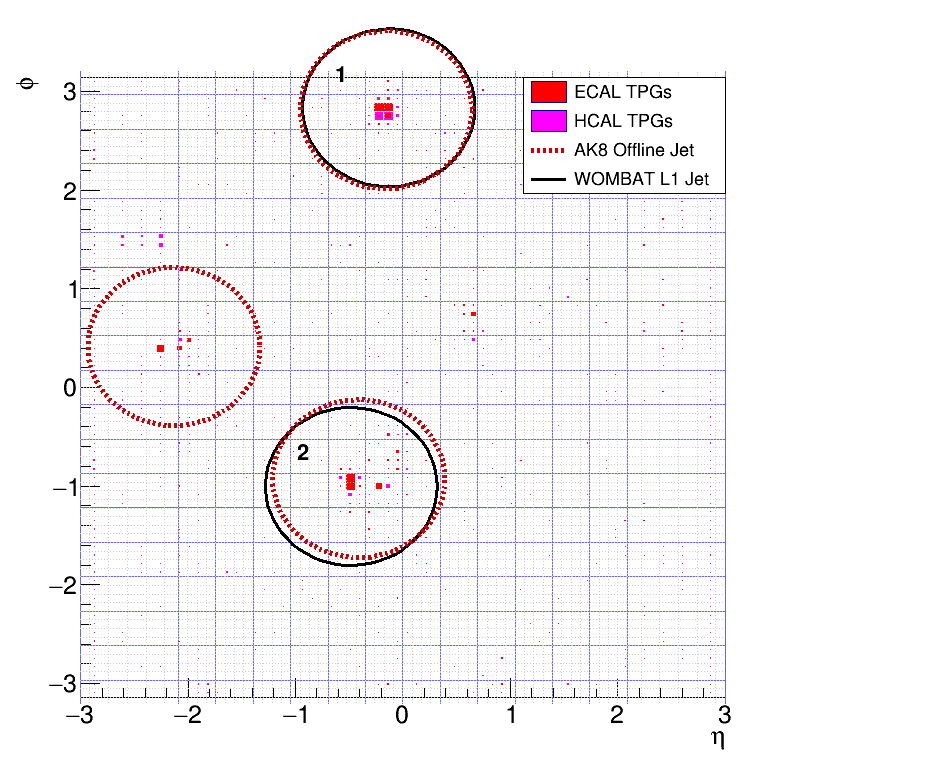 1
ϕ
3
ECAL TPGs
HCAL TPGs
AK8 Offline Jet
WOMBAT L1 Jet
2
1
0
2
−1
−2
−3
−3 −2 −1 0 1 2 3
η